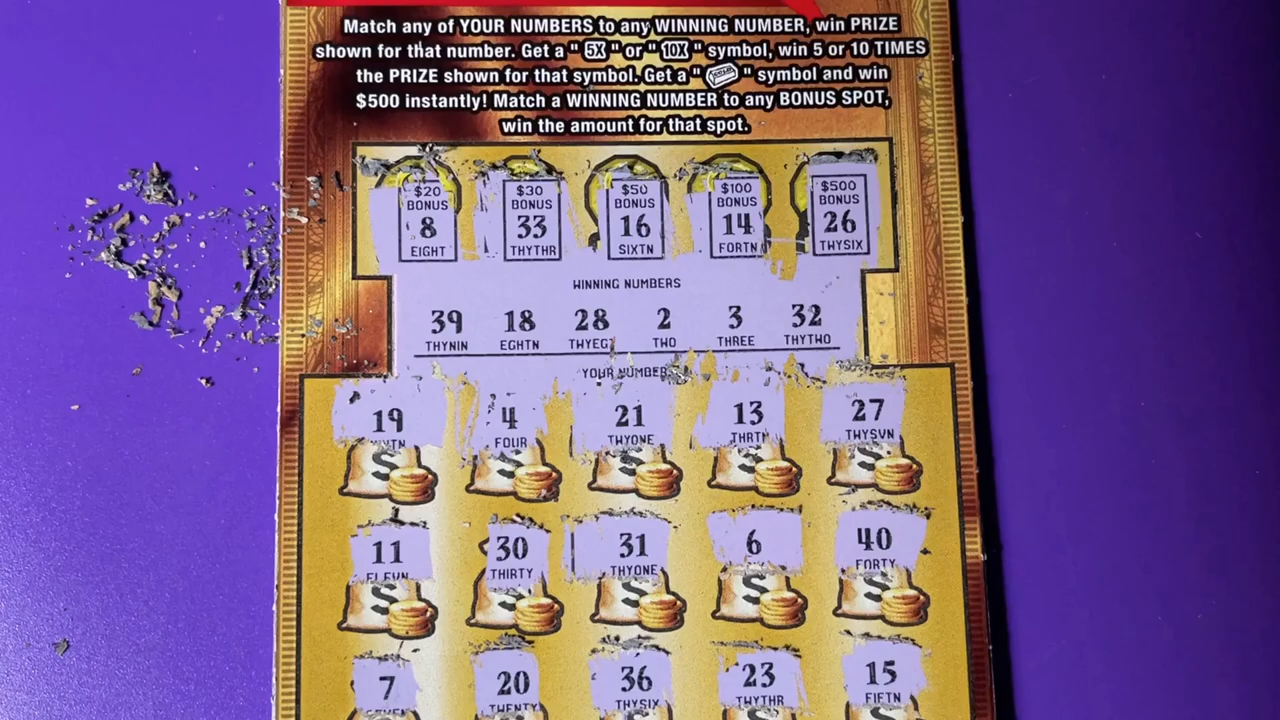 Match any of YOUR NUMBERS to any WINNING NUMBER, win PRIZE
shown for that number. Get a " 5X " or " 10X " symbol, win 5 or 10 TIMES
the PRIZE shown for that symbol. Get a " " symbol and win
$500 instantly! Match a WINNING NUMBER to any BONUS SPOT,
win the amount for that spot.
$20 $30 $50 $100 $500
BONUS BONUS BONUS BONUS BONUS
8 33 16 14 26
EIGHT THYTHR SIXTN FORTN THYSIX
WINNING NUMBERS
39 18 28 2 3 32
THYNIN EGHTN TWYEGT TWO THREE THYTWO
YOUR NUMBERS
19 4 21 13 27
FOUR THYONE THRTN THYSVN
11 30 31 6 40
ELEVN THIRTY THYONE FORTY
7 20 36 23 15
SEVEN TWENTY THYSIX TWYTHR FIFTN